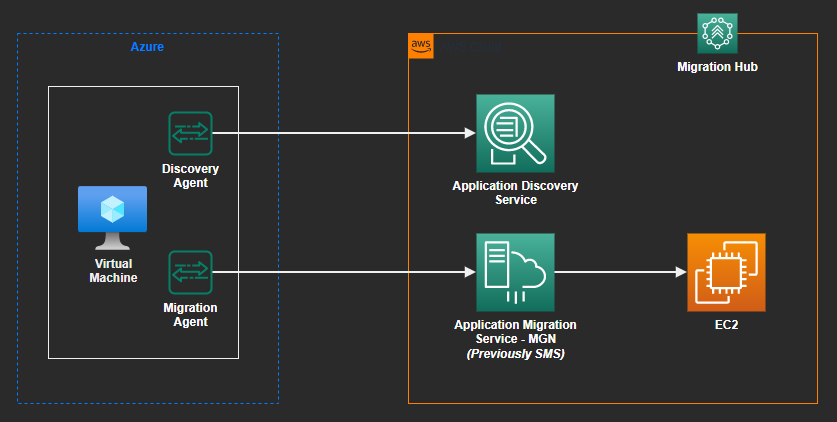 Azure
aws
Migration Hub
Discovery
Agent
Application Discovery
Service
Virtual
Machine
Migration
Agent
Application Migration
Service - MGN
(Previously SMS)
EC2